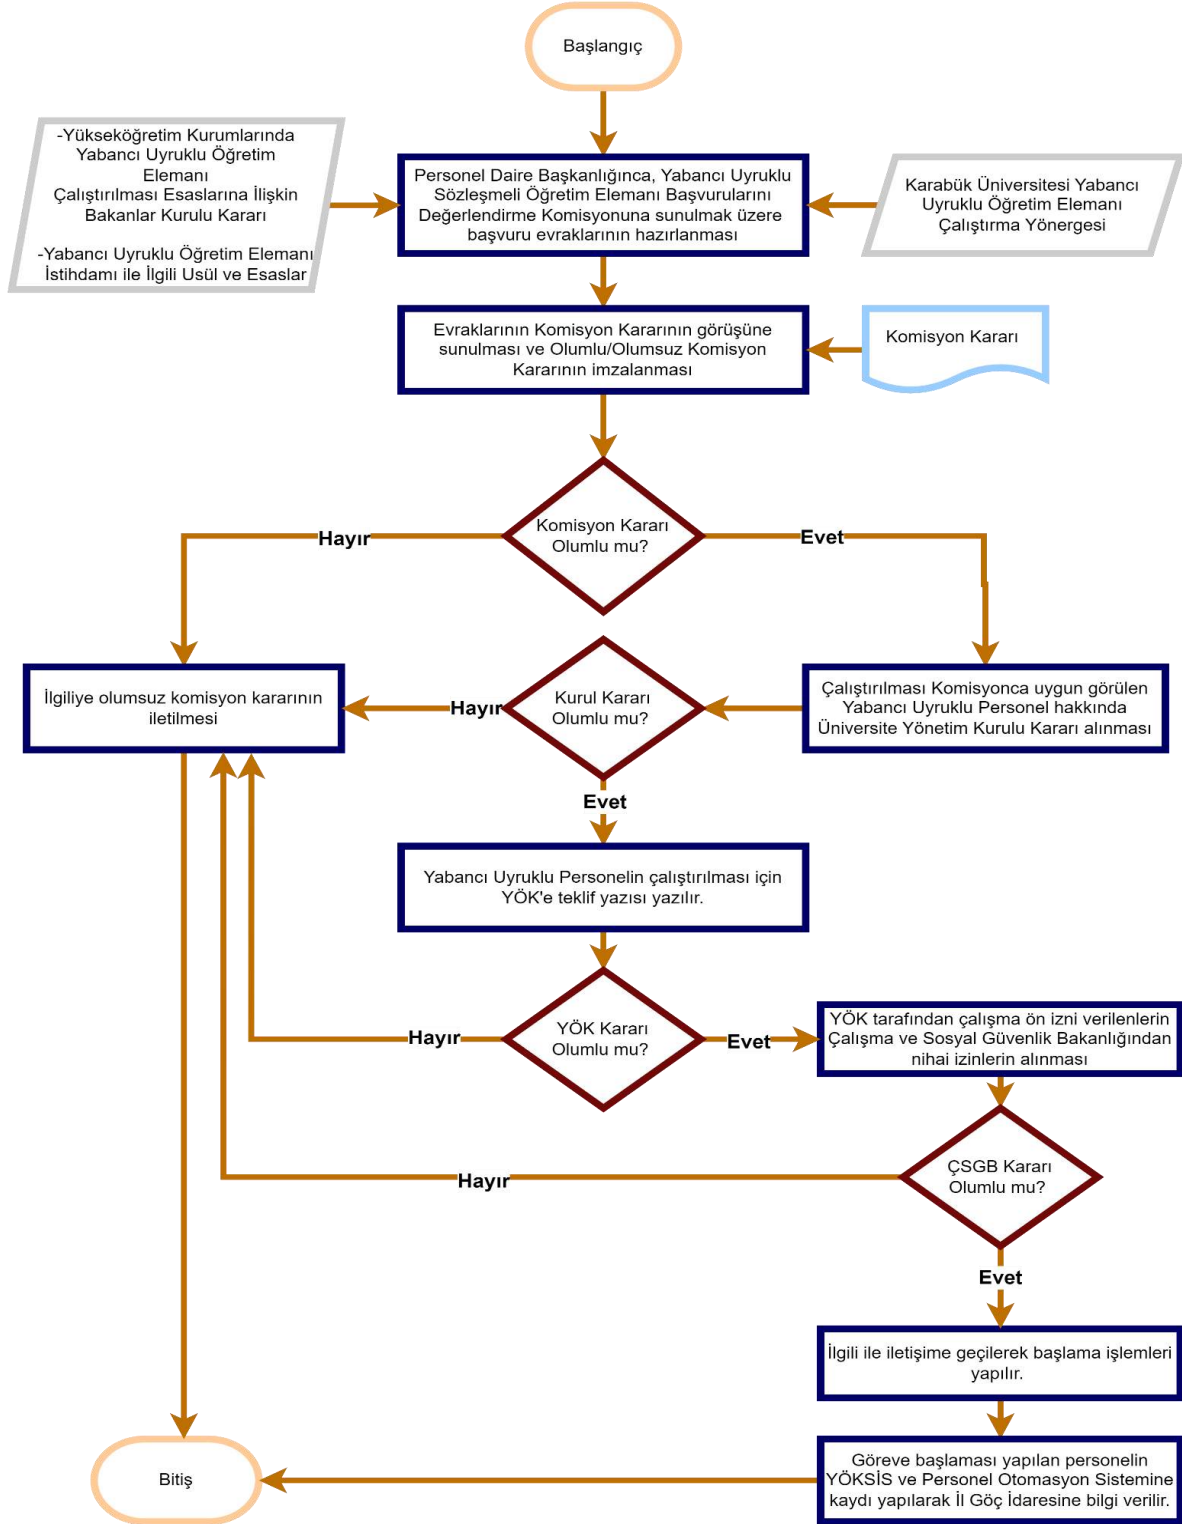 Başlangıç
-Yükseköğretim Kurumlarında
Yabancı Uyruklu Öğretim
Elemanı
Çalıştırılması Esaslarına İlişkin
Bakanlar Kurulu Kararı
-Yabancı Uyruklu Öğretim Elemanı
İstihdamı ile İlgili Usül ve Esaslar
Personel Daire Başkanlığınca, Yabancı Uyruklu
Sözleşmeli Öğretim Elemanı Başvurularını
Değerlendirme Komisyonuna sunulmak üzere
başvuru evraklarının hazırlanması
Karabük Üniversitesi Yabancı
Uyruklu Öğretim Elemanı
Çalıştırma Yönergesi
Evraklarının Komisyon Kararının görüşüne
sunulması ve Olumlu/Olumsuz Komisyon
Kararının imzalanması
Komisyon Kararı
Komisyon Kararı
Olumlu mu?
Hayır
Evet
İlgiliye olumsuz komisyon kararının
iletilmesi
Hayır
Kurul Kararı
Olumlu mu?
Çalıştırılması Komisyonca uygun görülen
Yabancı Uyruklu Personel hakkında
Üniversite Yönetim Kurulu Kararı alınması
Evet
Yabancı Uyruklu Personelin çalıştırılması için
YÖK'e teklif yazısı yazılır.
Hayır
YÖK Kararı
Olumlu mu?
Evet
YÖK tarafından çalışma ön izni verilenlerin
Çalışma ve Sosyal Güvenlik Bakanlığından
nihai izinlerin alınması
Hayır
ÇSGB Kararı
Olumlu mu?
Evet
İlgili ile iletişime geçilerek başlama işlemleri
yapılır.
Bitiş
Göreve başlaması yapılan personelin
YÖKSİS ve Personel Otomasyon Sistemine
kaydı yapılarak İl Göç İdaresine bilgi verilir.